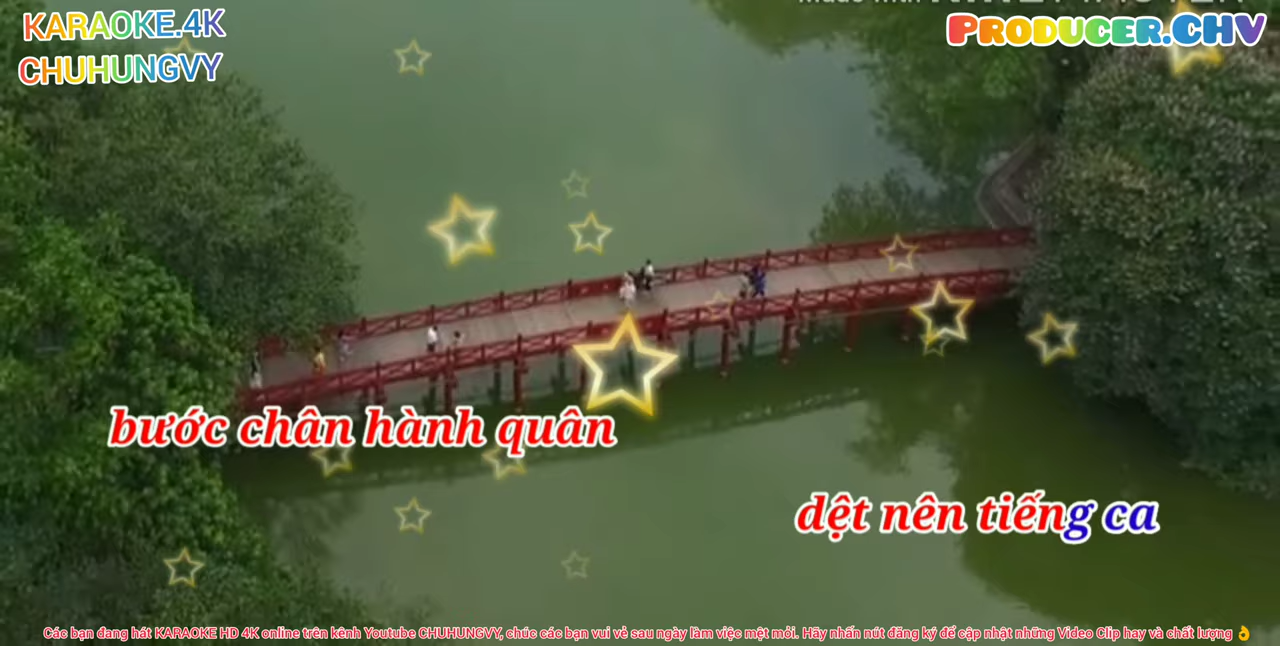 KARAOKE.4K
CHUHUNGVY
PRODUCER.CHV
bước chân hành quân
dệt nên tiếng ca
Các bạn đang hát KARAOKE HD 4K online trên kênh Youtube CHUHUNGVY, chúc các bạn vui vẻ sau ngày làm việc mệt mỏi. Hãy nhấn nút đăng ký để cập nhật những Video Clip hay và chất lượng 👌